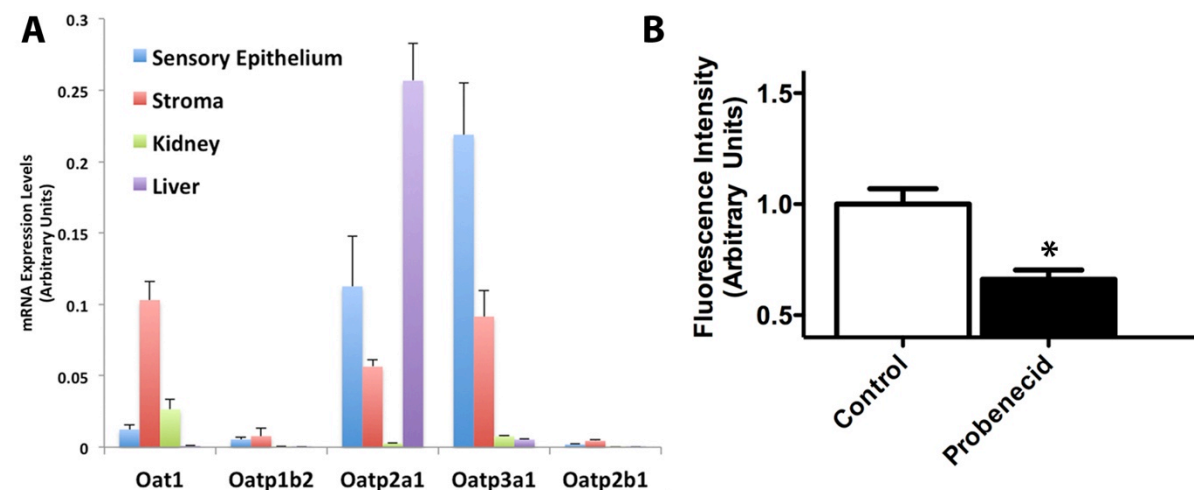 A
mRNA Expression Levels
(Arbitrary Units)
0.3
0.25
0.2
0.15
0.1
0.05
0
Sensory Epithelium
Stroma
Kidney
Liver
Oat1
Oatp1b2
Oatp2a1
Oatp3a1
Oatp2b1
B
Fluorescence Intensity
(Arbitrary Units)
1.5
1.0
0.5
*
Control
Probenecid